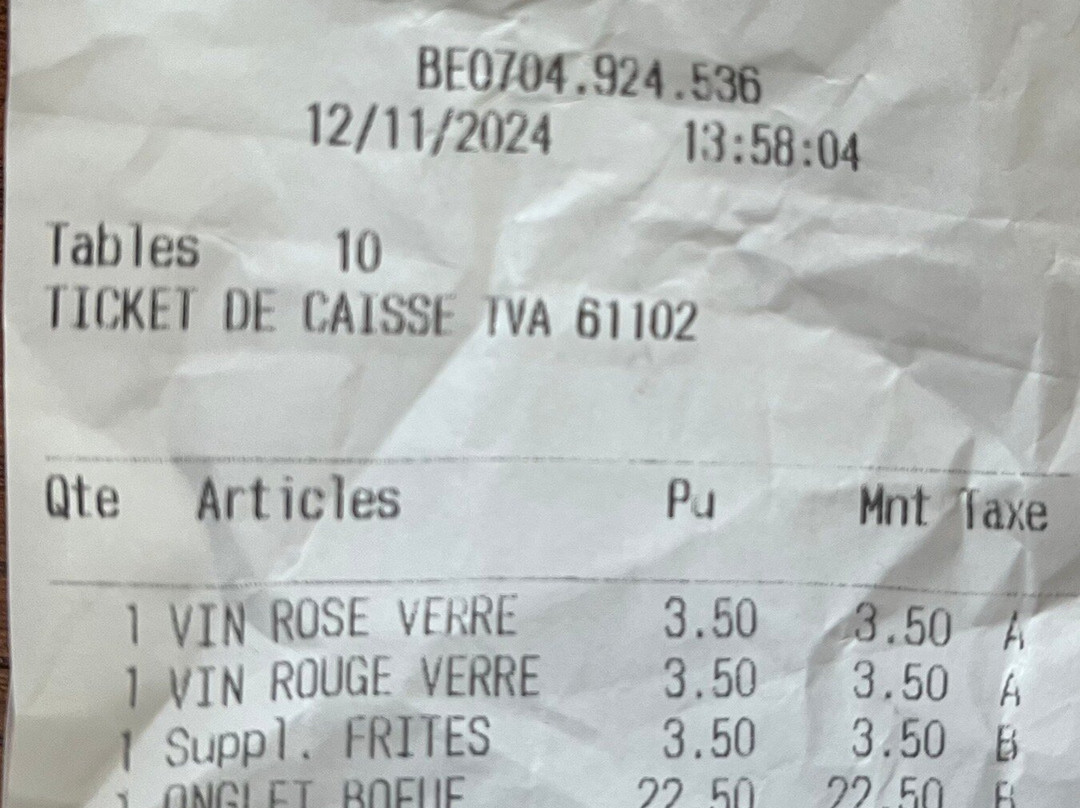 BE0704.924.536
12/11/2024 13:58:04
Tables 10
TICKET DE CAISSE TVA 61102
Qte Articles Pu Mnt Taxe
1 VIN ROSE VERRE 3.50 3.50 A
1 VIN ROUGE VERRE 3.50 3.50 A
1 Suppl. FRITES 3.50 3.50 B
1 ONGLET BOEUF 22.50 22.50 B